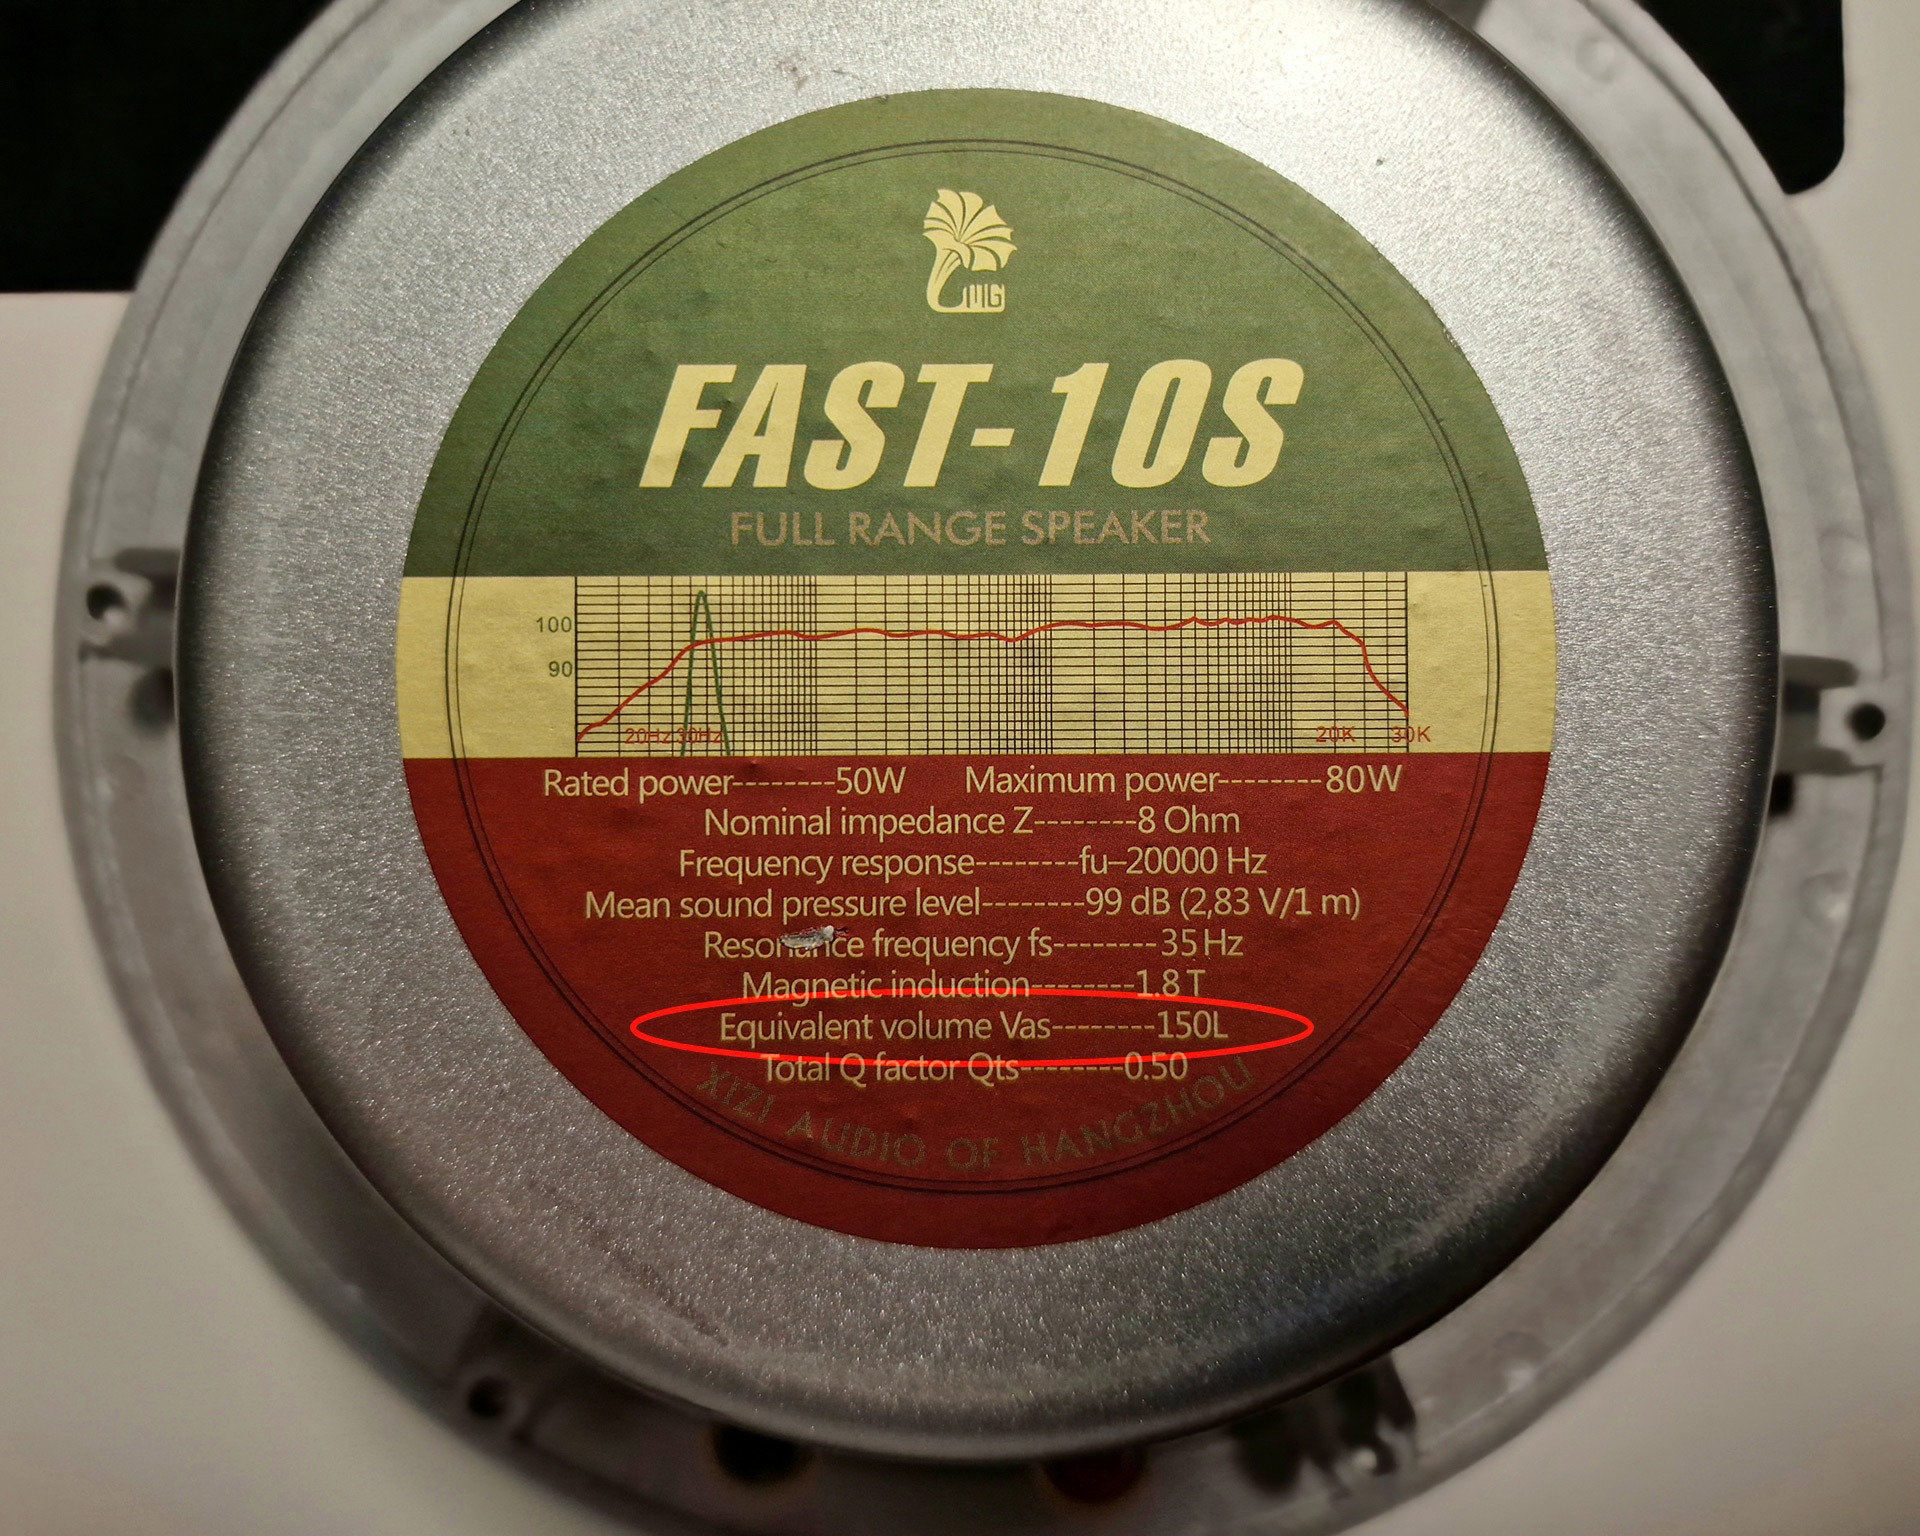 MG
FAST-10S
FULL RANGE SPEAKER
100
90
20Hz 30Hz 20K 30K
Rated power--------50W Maximum power--------80W
Nominal impedance Z--------8 Ohm
Frequency response--------fu–20000 Hz
Mean sound pressure level--------99 dB (2,83 V/1 m)
Resonance frequency fs--------35 Hz
Magnetic induction--------1.8 T
Equivalent volume Vas--------150L
Total Q factor Qts--------0.50
XIZI AUDIO OF HANGZHOU